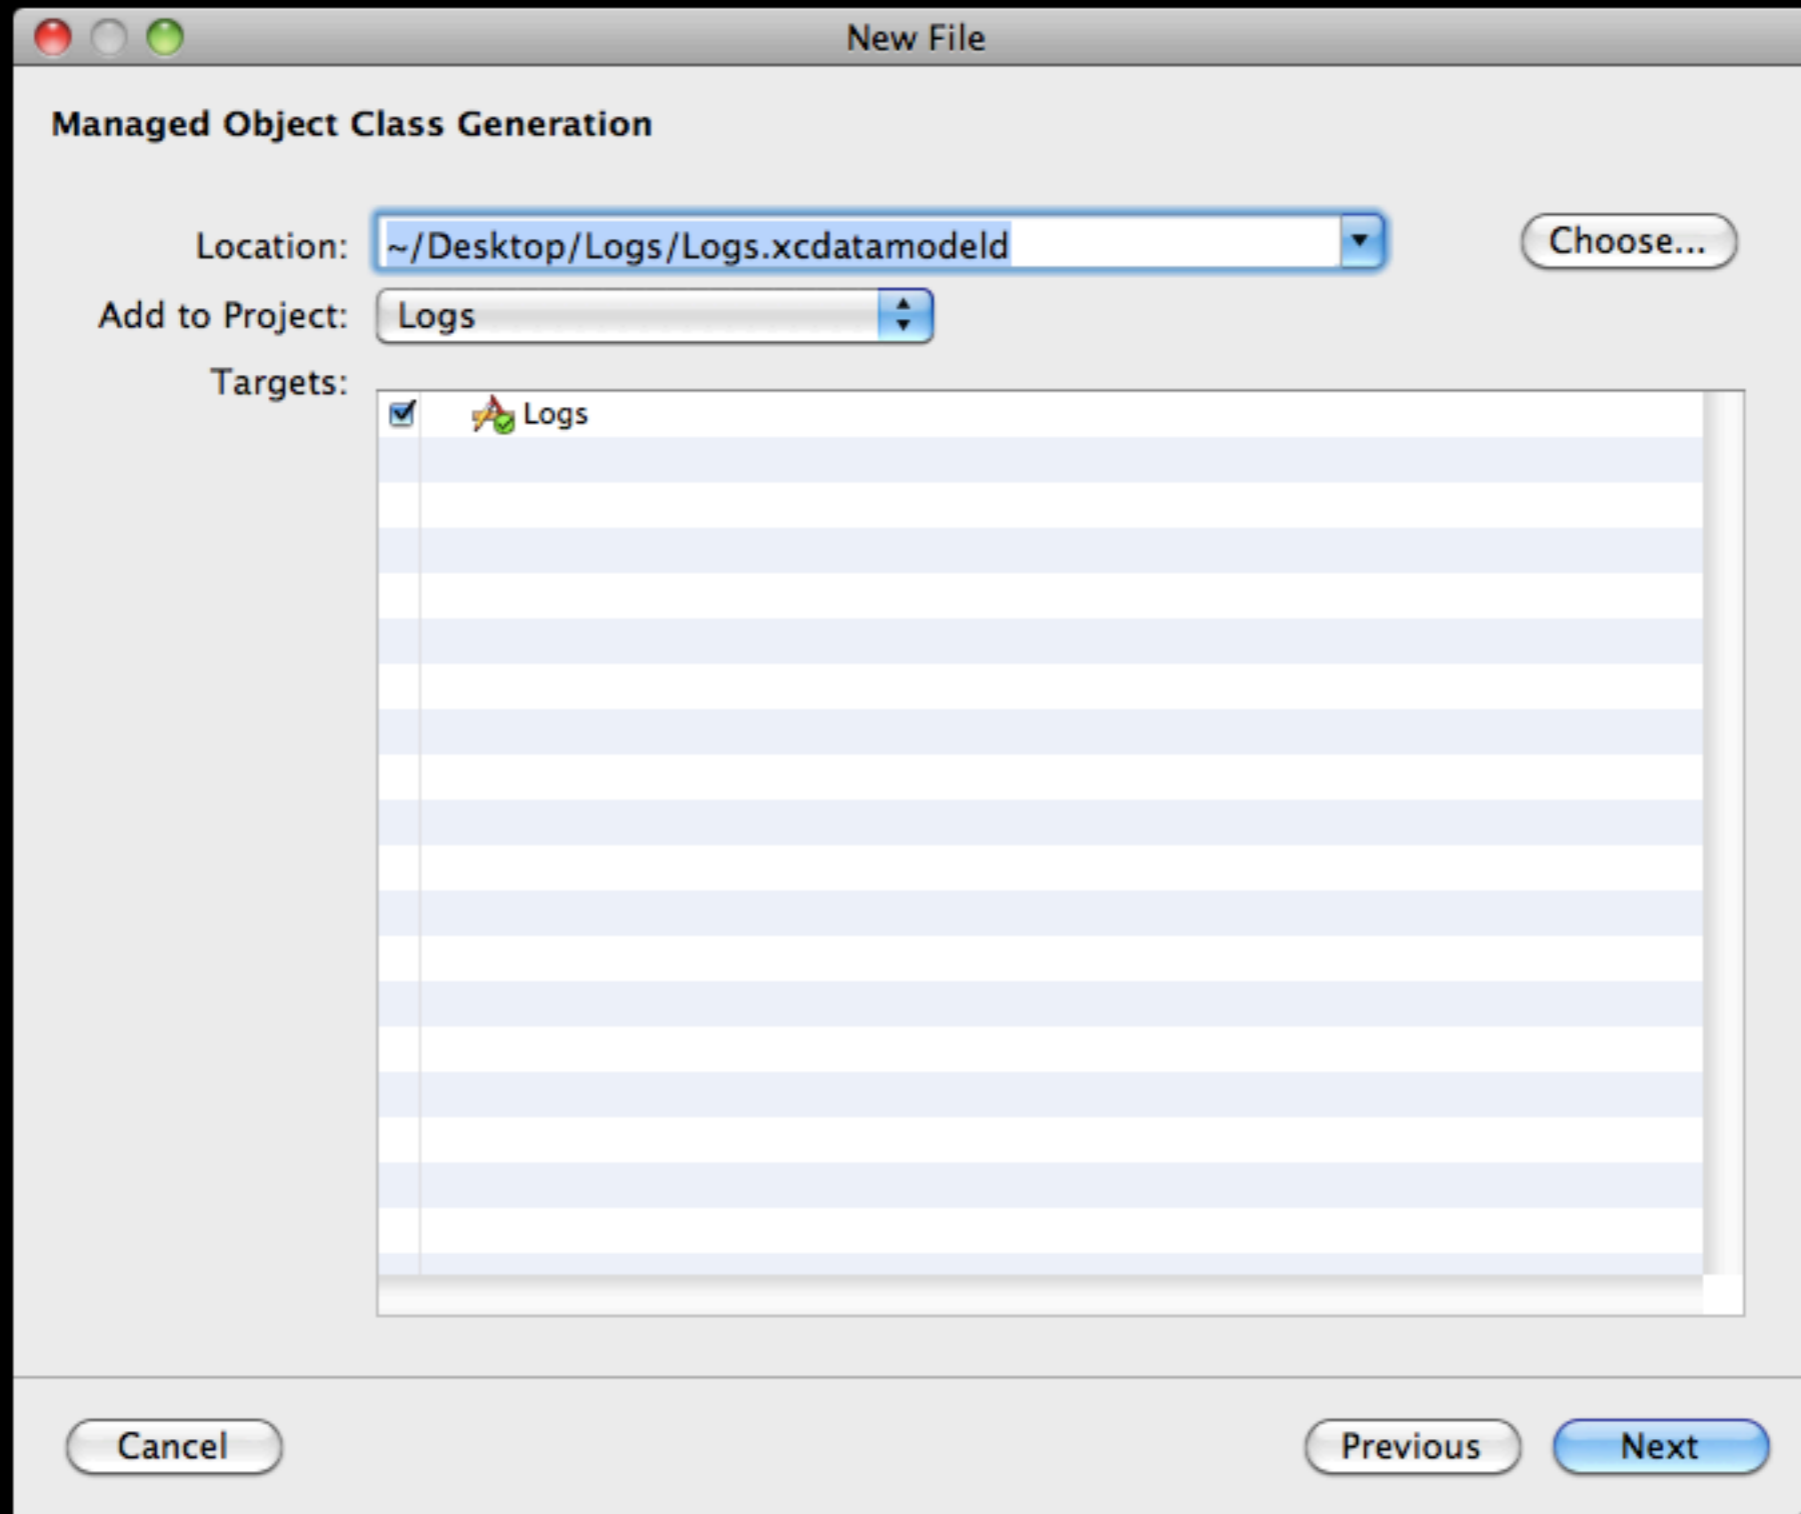 New File
Managed Object Class Generation
Location: ~/Desktop/Logs/Logs.xcdatamodeld Choose...
Add to Project: Logs
Targets:
Logs
Cancel Previous Next